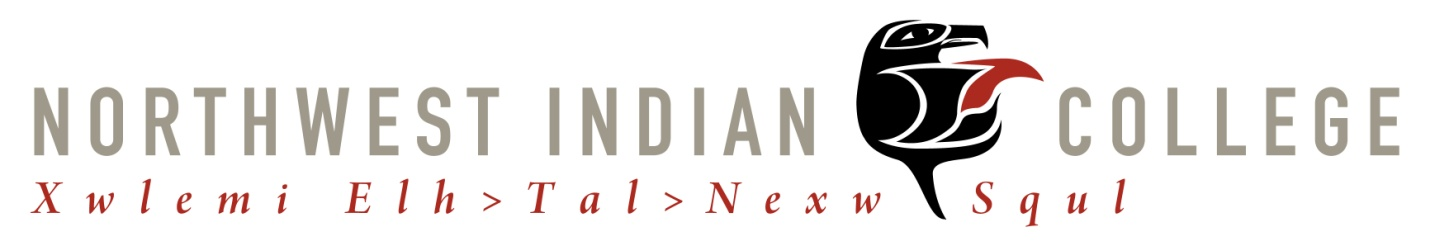 NORTHWEST INDIAN COLLEGE
Xwlemi Elh>Tal>Nexw Squl